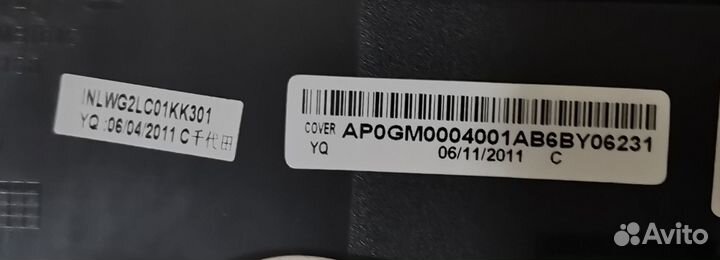 INLWG2LC01KK301
YQ :06/04/2011 C千代田
COVER AP0GM0004001AB6BY06231
YQ 06/11/2011 C
Avito